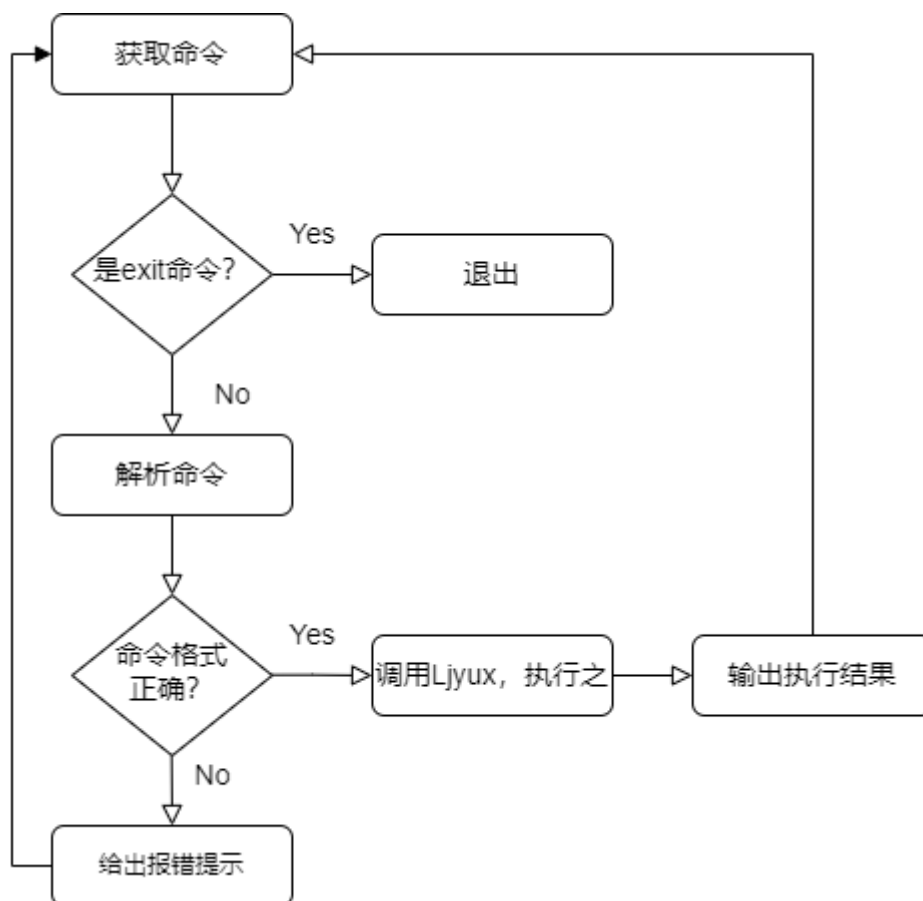 获取命令
是exit命令?
Yes
退出
No
解析命令
命令格式
正确?
Yes
调用Ljyux，执行之
输出执行结果
No
给出报错提示